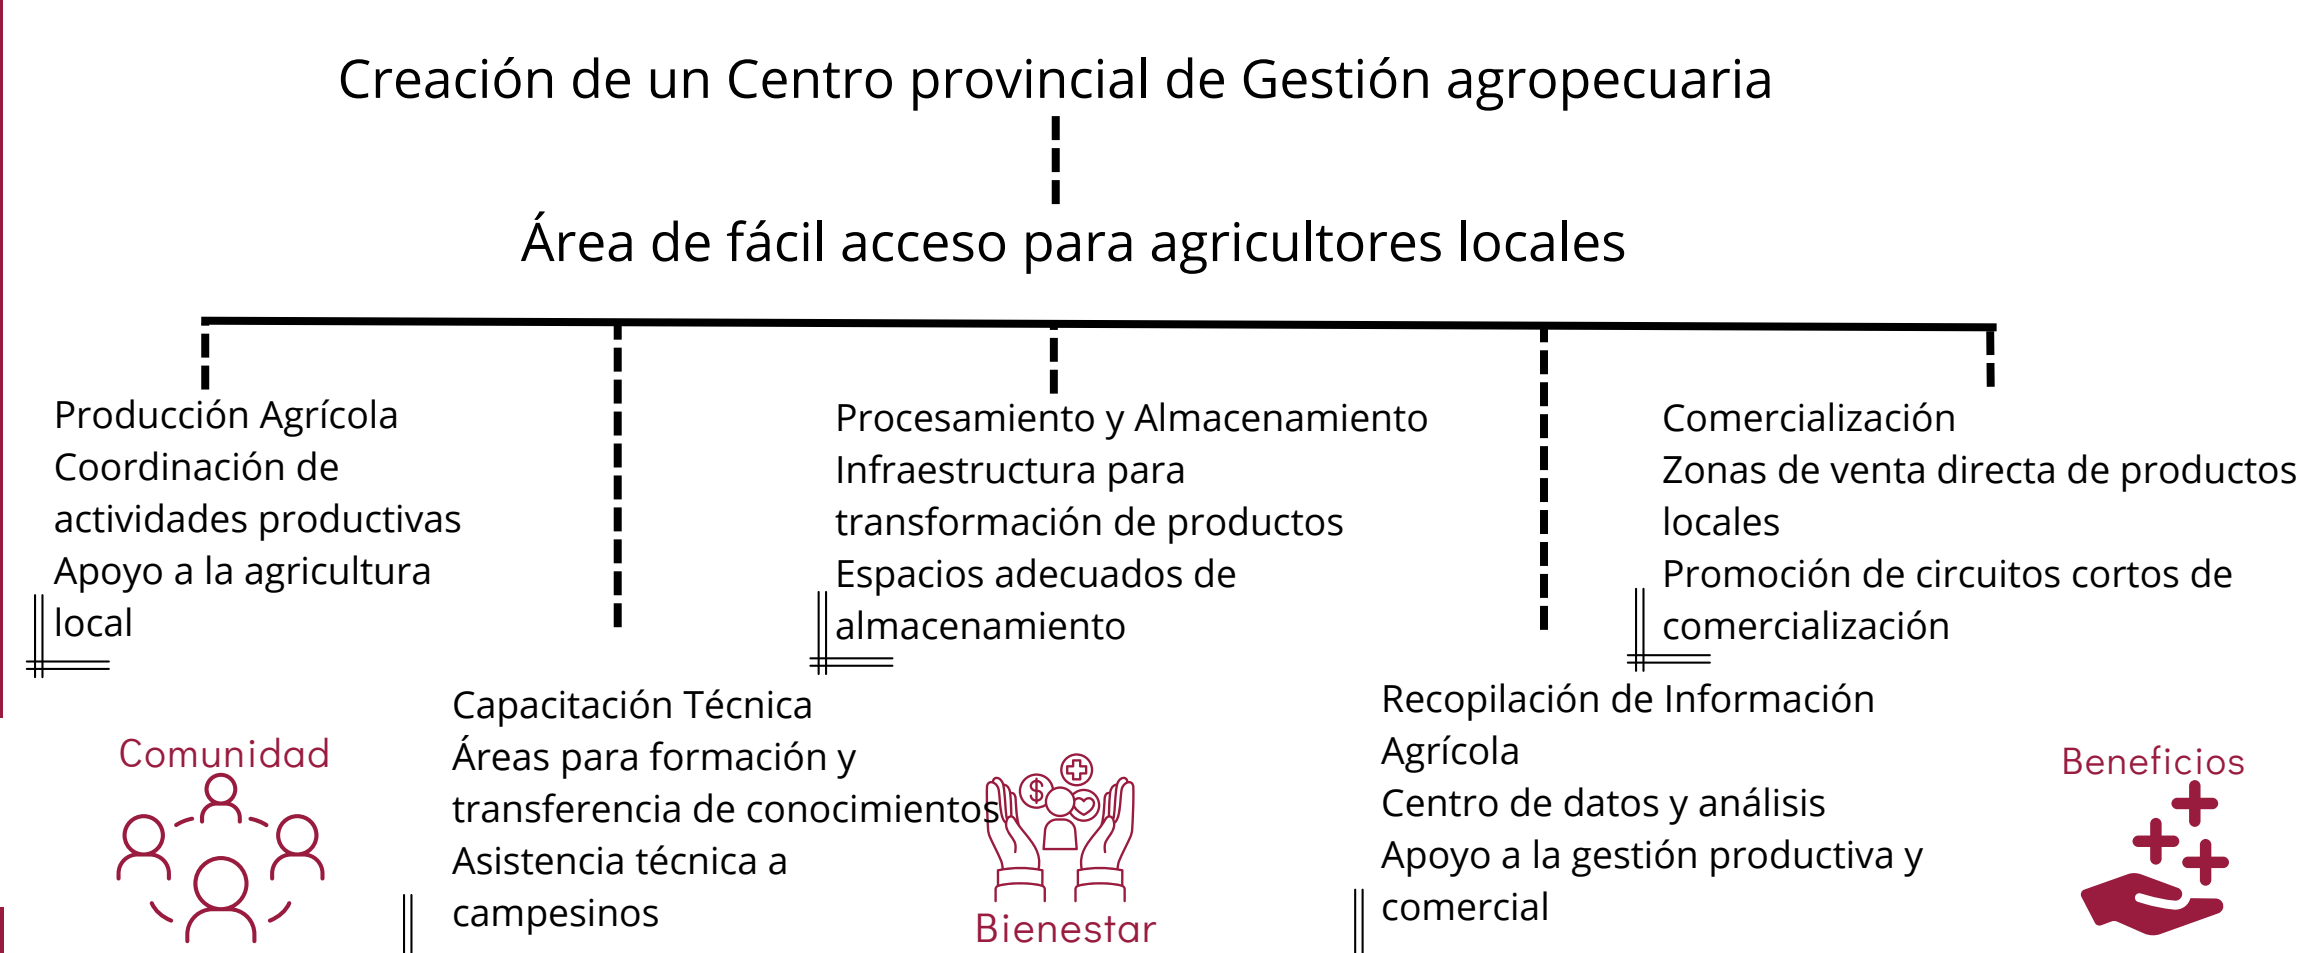 Creación de un Centro provincial de Gestión agropecuaria
Área de fácil acceso para agricultores locales
Producción Agrícola
Coordinación de
actividades productivas
Apoyo a la agricultura
local
Procesamiento y Almacenamiento
Infraestructura para
transformación de productos
Espacios adecuados de
almacenamiento
Comercialización
Zonas de venta directa de productos
locales
Promoción de circuitos cortos de
comercialización
Capacitación Técnica
Áreas para formación y
transferencia de conocimientos
Asistencia técnica a
campesinos
Recopilación de Información
Agrícola
Centro de datos y análisis
Apoyo a la gestión productiva y
comercial
Comunidad
$
Bienestar
Beneficios